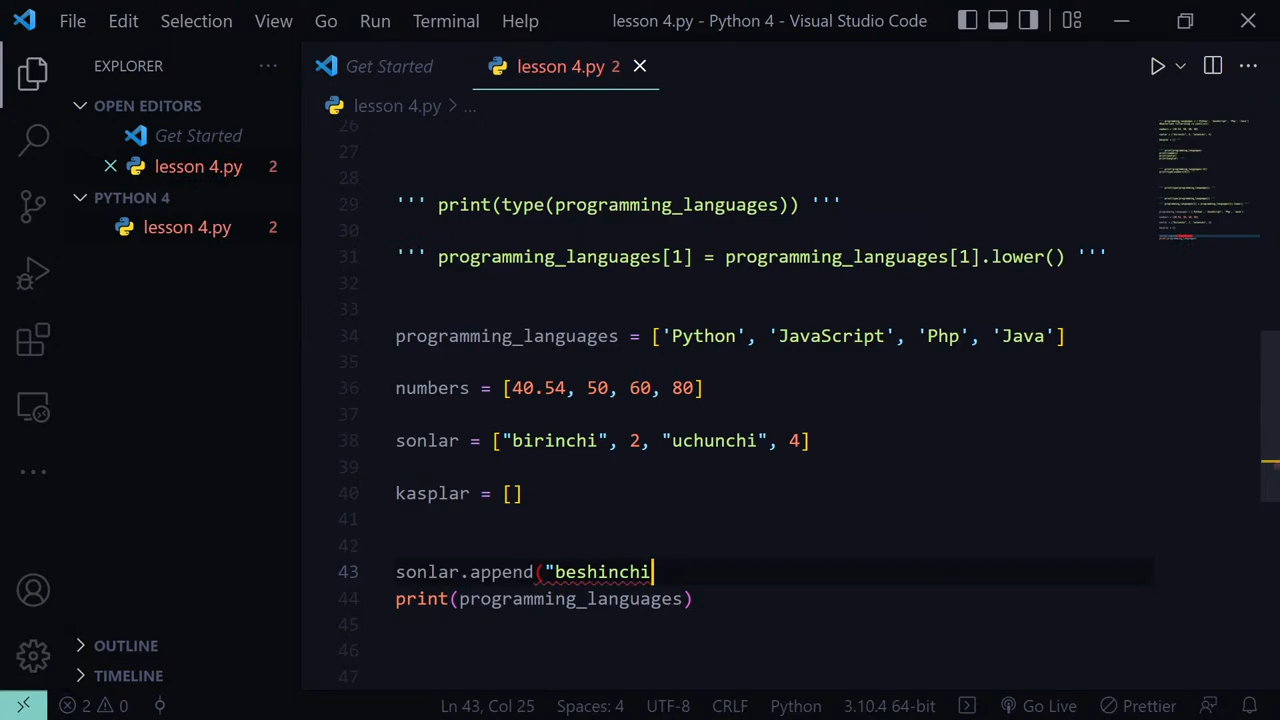 File Edit Selection View Go Run Terminal Help lesson 4.py - Python 4 - Visual Studio Code
EXPLORER ···
OPEN EDITORS
Get Started
lesson 4.py 2
PYTHON 4
lesson 4.py 2
OUTLINE
TIMELINE
Get Started lesson 4.py 2
lesson 4.py > ...
26
27
28
29 ''' print(type(programming_languages)) '''
30
31 ''' programming_languages[1] = programming_languages[1].lower() '''
32
33
34 programming_languages = ['Python', 'JavaScript', 'Php', 'Java']
35
36 numbers = [40.54, 50, 60, 80]
37
38 sonlar = ["birinchi", 2, "uchunchi", 4]
39
40 kasplar = []
41
42
43 sonlar.append("beshinchi
44 print(programming_languages)
45
46
47
2 0 Ln 43, Col 25 Spaces: 4 UTF-8 CRLF Python 3.10.4 64-bit Go Live Prettier